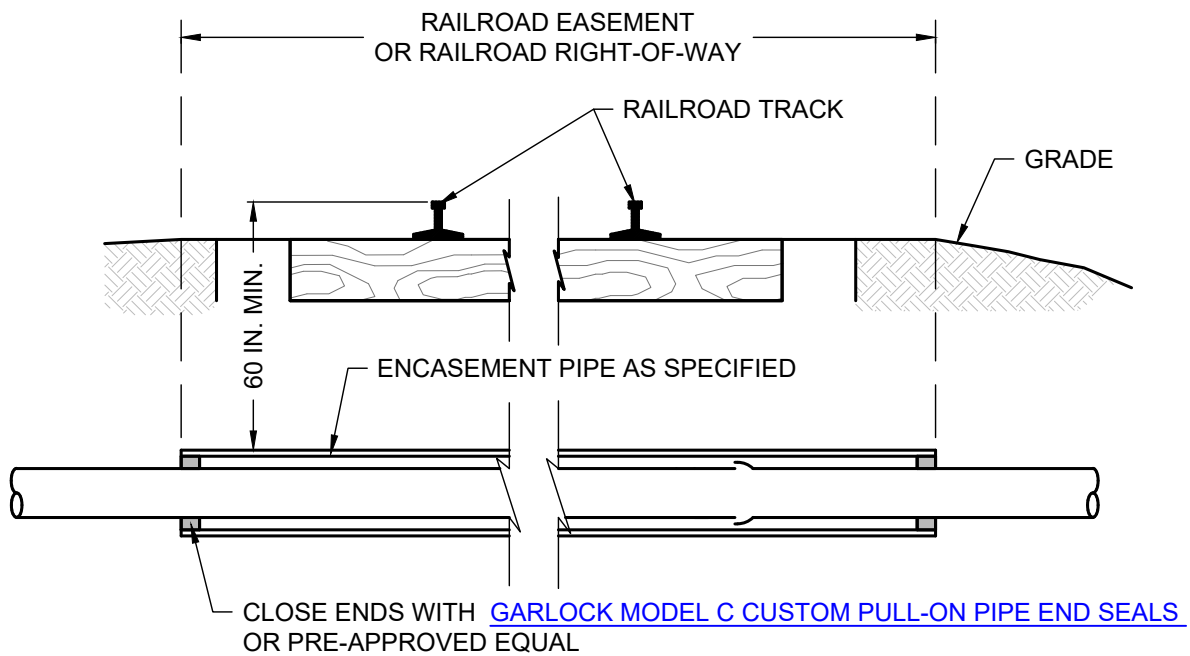 RAILROAD EASEMENT
OR RAILROAD RIGHT-OF-WAY
RAILROAD TRACK
GRADE
60 IN. MIN.
ENCASEMENT PIPE AS SPECIFIED
CLOSE ENDS WITH GARLOCK MODEL C CUSTOM PULL-ON PIPE END SEALS
OR PRE-APPROVED EQUAL